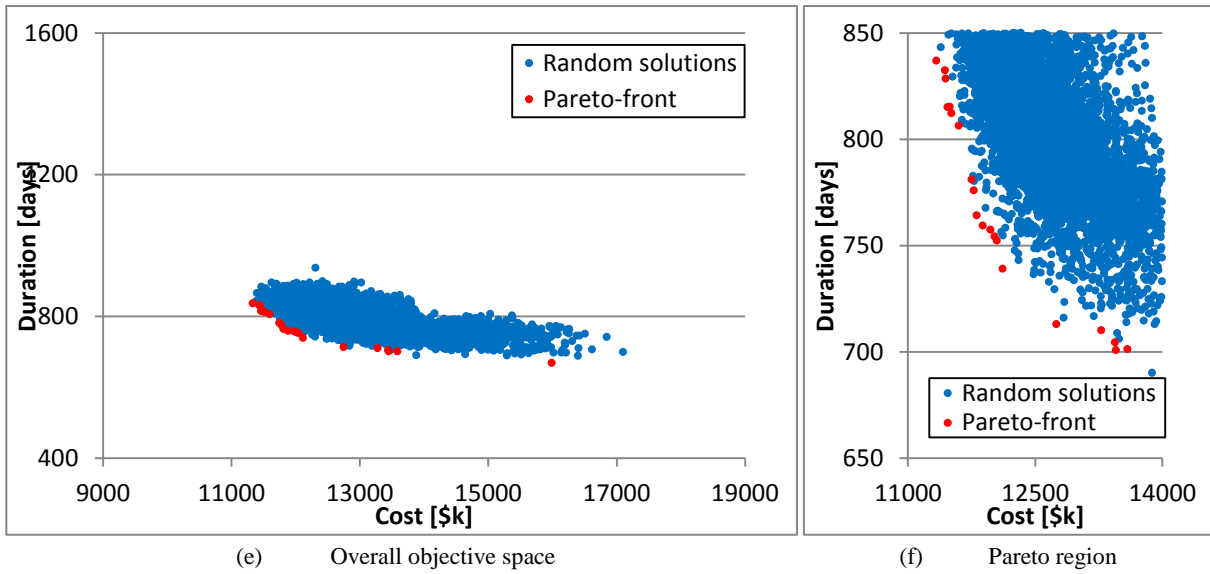 1600
1200
800
400
Duration [days]
Random solutions
Pareto-front
9000 11000 13000 15000 17000 19000
Cost [$k]
(e) Overall objective space
850
800
750
700
650
Duration [days]
Random solutions
Pareto-front
11000 12500 14000
Cost [$k]
(f) Pareto region